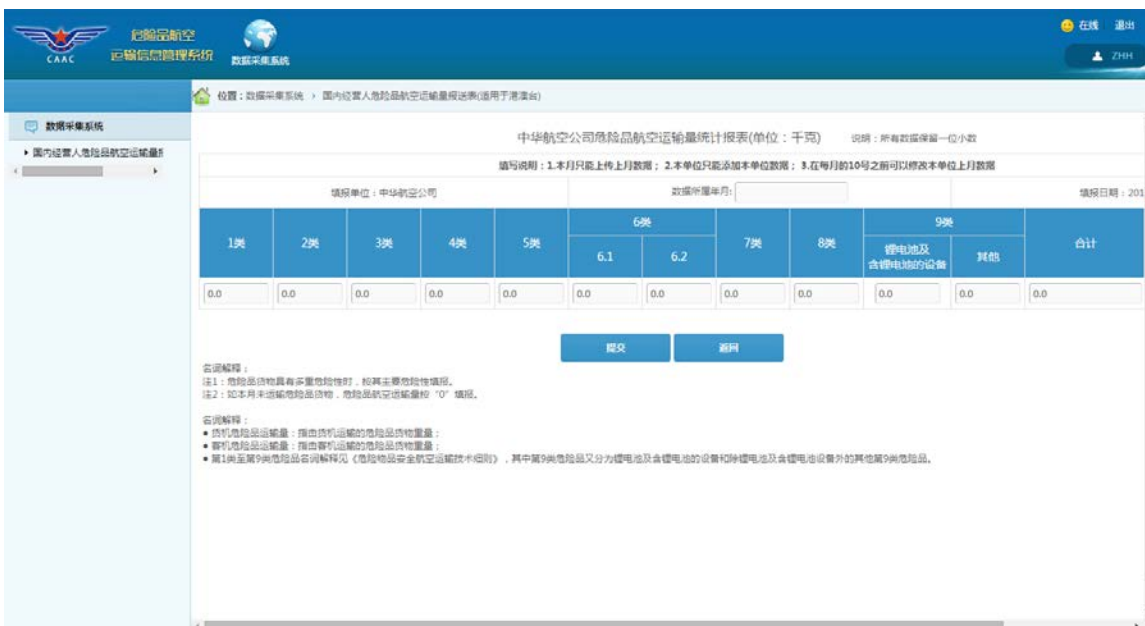 危险品航空
运输信息管理系统
CAAC
数据采集系统
在线 退出
ZHH
位置：数据采集系统 › 国内经营人危险品航空运输量报送表(适用于港澳台)
数据采集系统
国内经营人危险品航空运输量
中华航空公司危险品航空运输量统计报表(单位：千克) 说明：所有数据保留一位小数
填写说明：1.本月只能上传上月数据； 2.本单位只能添加本单位数据； 3.在每月的10号之前可以修改本单位上月数据
填报单位：中华航空公司 数据所属年月: 填报日期：201
1类 2类 3类 4类 5类 6类 7类 8类 9类 合计
6.1 6.2 锂电池及 其他
含锂电池的设备
0.0 0.0 0.0 0.0 0.0 0.0 0.0 0.0 0.0 0.0 0.0 0.0
提交 返回
名词解释：
注1：危险品货物具有多重危险性时，按其主要危险性填报。
注2：如本月未运输危险品货物，危险品航空运输量按“0”填报。
名词解释：
● 货机危险品运输量：指由货机运输的危险品货物重量；
● 客机危险品运输量：指由客机运输的危险品货物重量；
● 第1类至第9类危险品名词解释见《危险物品安全航空运输技术细则》，其中第9类危险品又分为锂电池及含锂电池的设备和除锂电池及含锂电池设备外的其他第9类危险品。